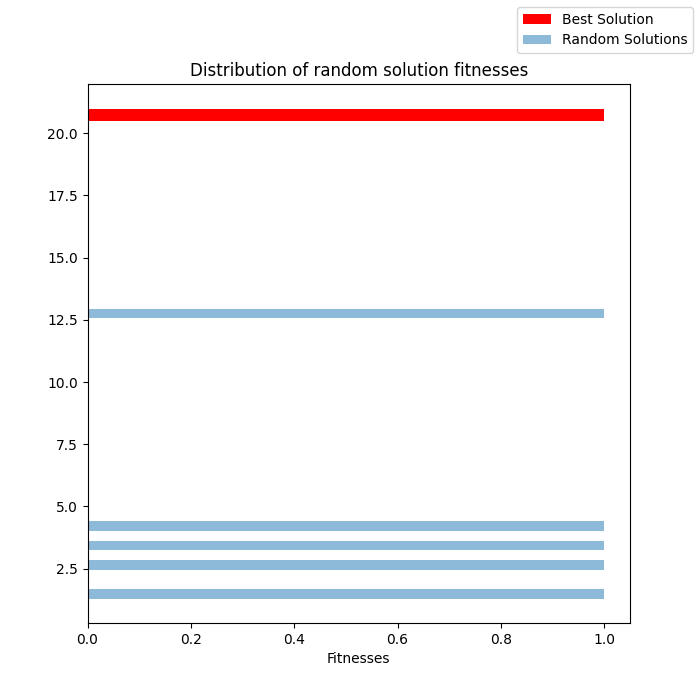 Best Solution
Random Solutions
Distribution of random solution fitnesses
20.0
17.5
15.0
12.5
10.0
7.5
5.0
2.5
0.0 0.2 0.4 0.6 0.8 1.0
Fitnesses